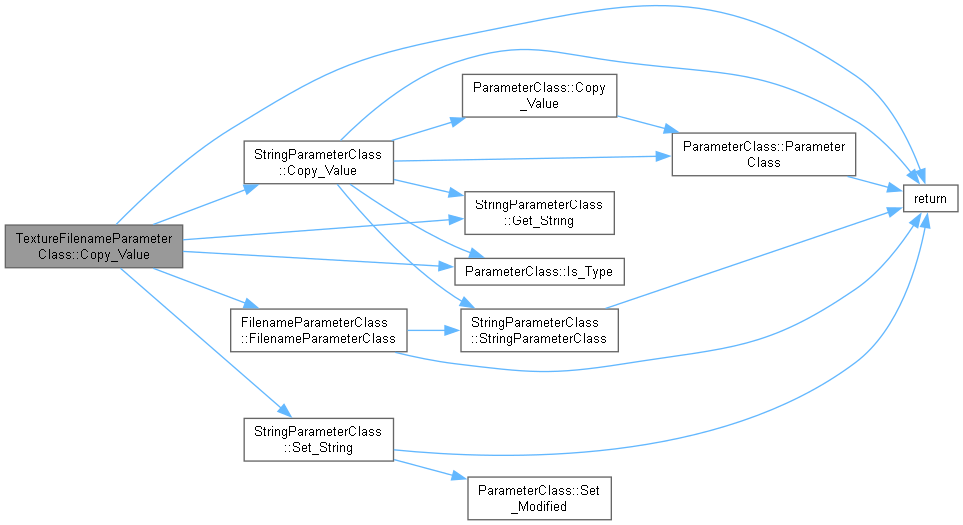 ParameterClass::Copy
_Value
StringParameterClass
::Copy_Value
ParameterClass::Parameter
Class
return
StringParameterClass
::Get_String
TextureFilenameParameter
Class::Copy_Value
ParameterClass::Is_Type
FilenameParameterClass
::FilenameParameterClass
StringParameterClass
::StringParameterClass
StringParameterClass
::Set_String
ParameterClass::Set
_Modified